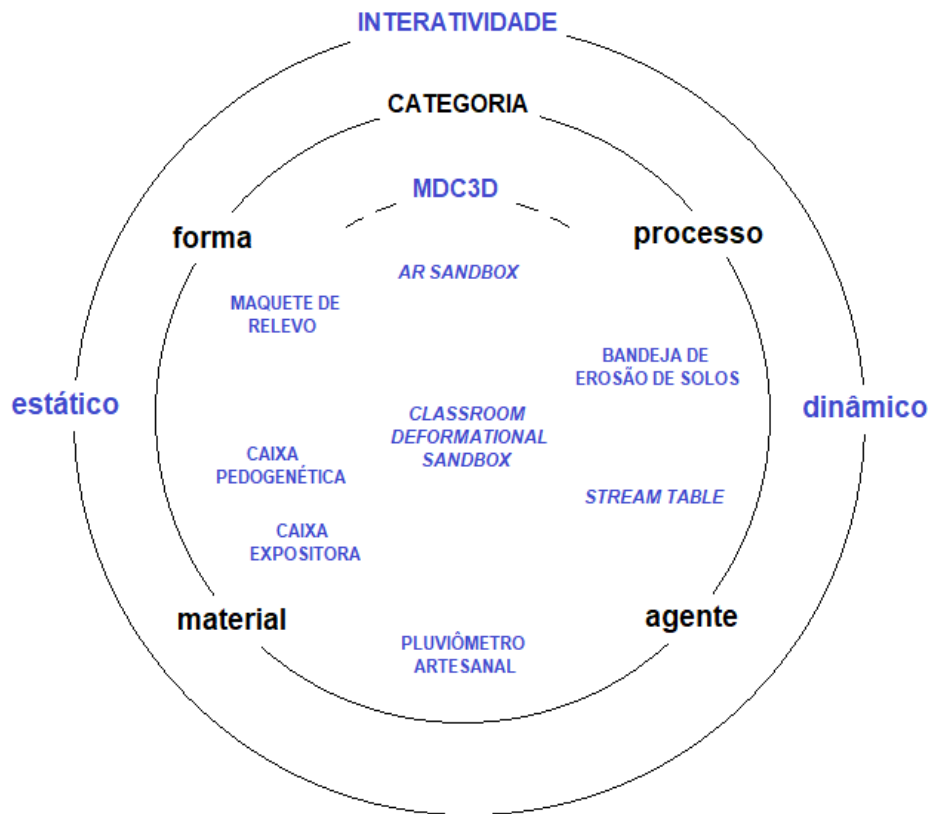 INTERATIVIDADE
CATEGORIA
MDC3D
forma
processo
AR SANDBOX
MAQUETE DE
RELEVO
BANDEJA DE
EROSÃO DE SOLOS
estático
dinâmico
CLASSROOM
DEFORMATIONAL
SANDBOX
CAIXA
PEDOGENÉTICA
STREAM TABLE
CAIXA
EXPOSITORA
material
agente
PLUVIÔMETRO
ARTESANAL